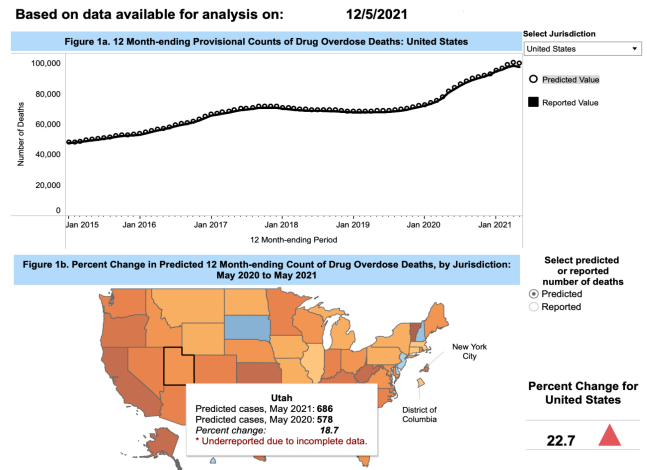 Based on data available for analysis on: 12/5/2021
Figure 1a. 12 Month-ending Provisional Counts of Drug Overdose Deaths: United States
Select Jurisdiction
United States
Predicted Value
Reported Value
Number of Deaths
100,000
80,000
60,000
40,000
20,000
0
Jan 2015 Jan 2016 Jan 2017 Jan 2018 Jan 2019 Jan 2020 Jan 2021
12 Month-ending Period
Figure 1b. Percent Change in Predicted 12 Month-ending Count of Drug Overdose Deaths, by Jurisdiction:
May 2020 to May 2021
Select predicted
or reported
number of deaths
Predicted
Reported
New York
City
District of
Columbia
Utah
Predicted cases, May 2021: 686
Predicted cases, May 2020: 578
Percent change: 18.7
* Underreported due to incomplete data.
Percent Change for
United States
22.7